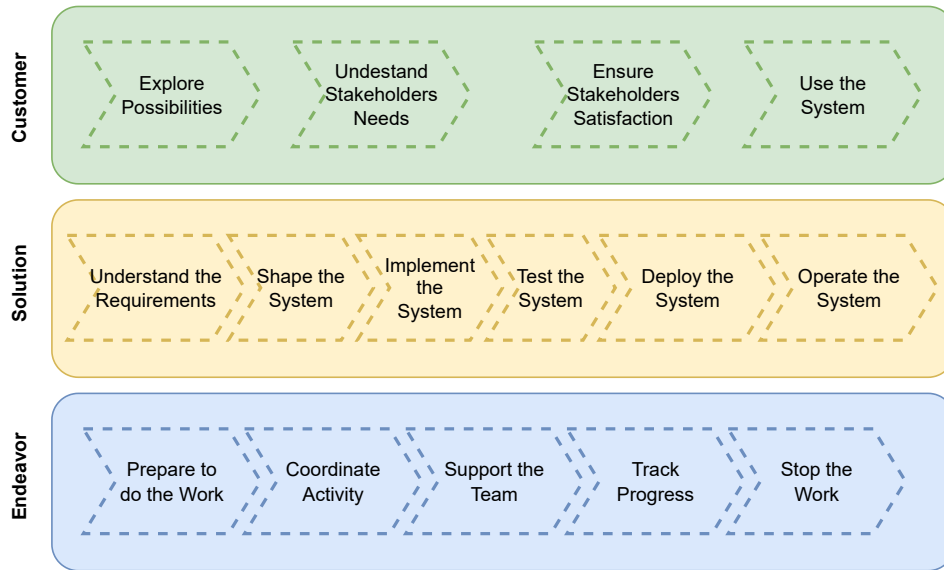 Customer
Explore
Possibilities
Undestand
Stakeholders
Needs
Ensure
Stakeholders
Satisfaction
Use the
System
Solution
Understand the
Requirements
Shape the
System
Implement
the
System
Test the
System
Deploy the
System
Operate the
System
Endeavor
Prepare to
do the Work
Coordinate
Activity
Support the
Team
Track
Progress
Stop the
Work